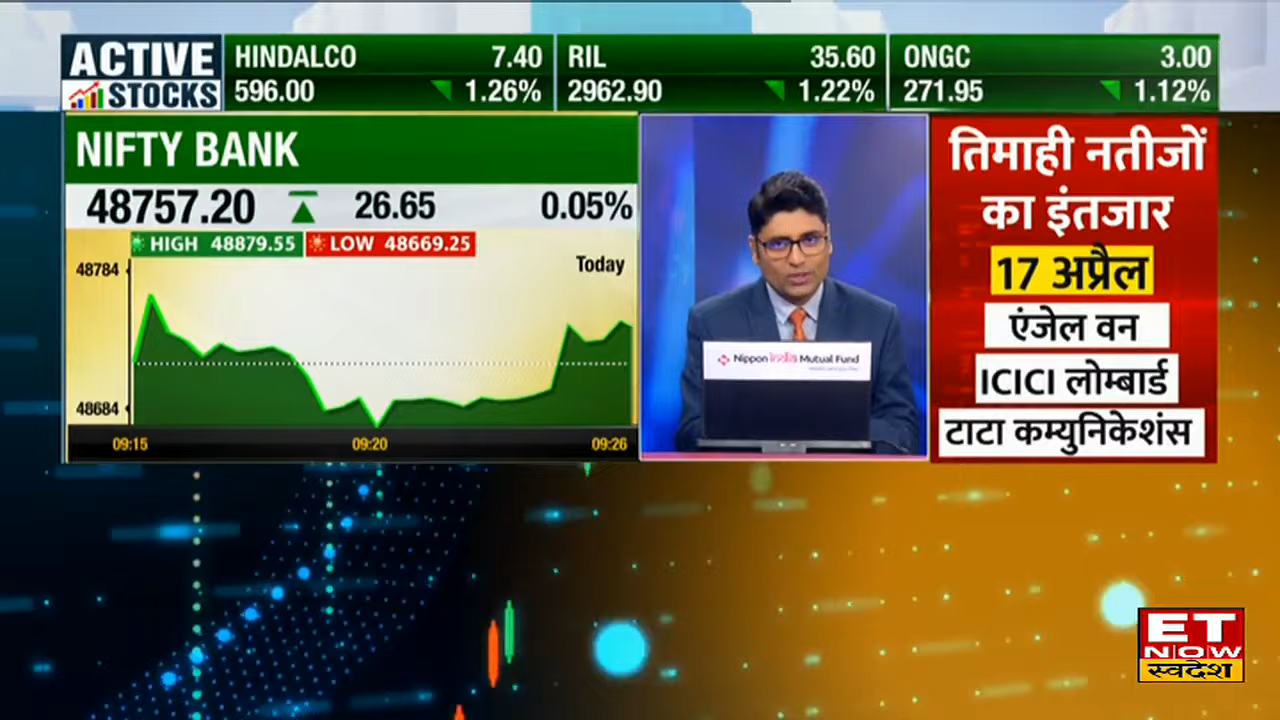 ACTIVE STOCKS
HINDALCO 7.40
596.00 1.26%
RIL 35.60
2962.90 1.22%
ONGC 3.00
271.95 1.12%
NIFTY BANK
48757.20 26.65 0.05%
HIGH 48879.55 LOW 48669.25
Today
48784
48684
09:15 09:20 09:26
Nippon india Mutual Fund
तिमाही नतीजों
का इंतजार
17 अप्रैल
एंजेल वन
ICICI लोम्बार्ड
टाटा कम्युनिकेशंस
ET
NOW
स्वदेश